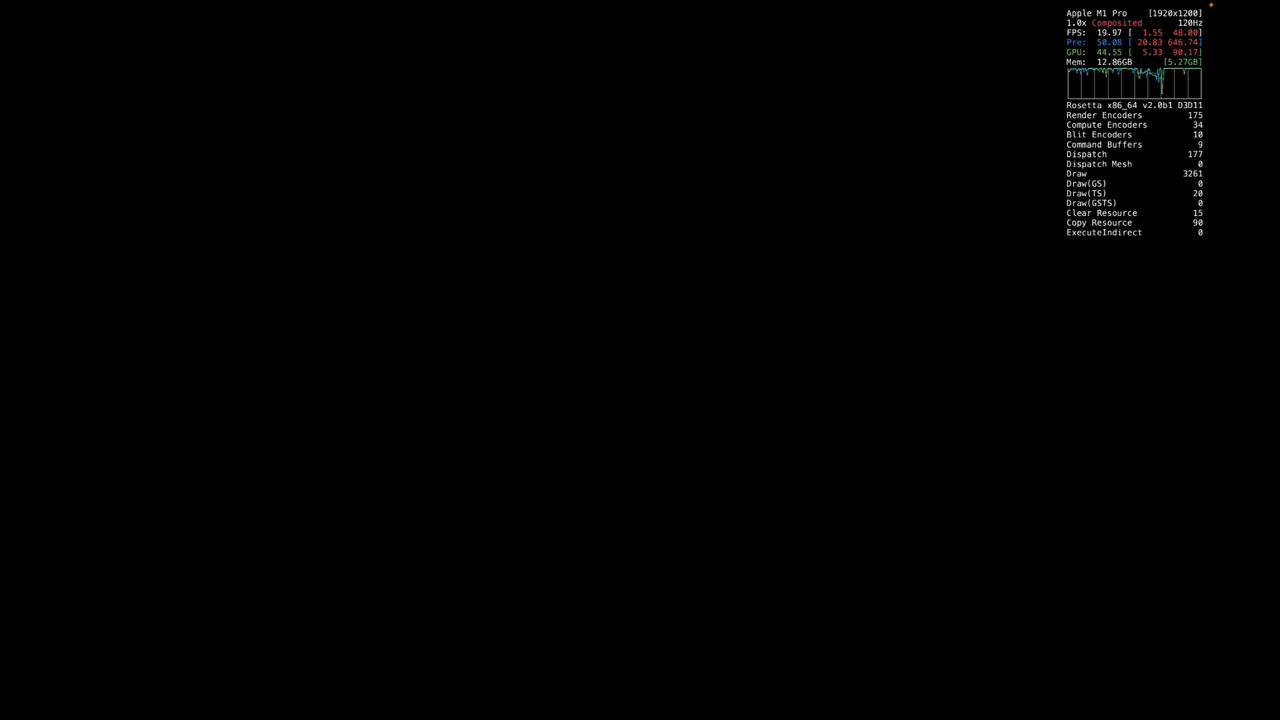 Apple M1 Pro [1920x1200]
1.0x Composited 120Hz
FPS: 19.97 [ 1.55 48.00]
Pre: 50.08 [ 20.83 646.74]
GPU: 44.55 [ 5.33 90.17]
Mem: 12.86GB [5.27GB]
Rosetta x86_64 v2.0b1 D3D11
Render Encoders 175
Compute Encoders 34
Blit Encoders 10
Command Buffers 9
Dispatch 177
Dispatch Mesh 0
Draw 3261
Draw(GS) 0
Draw(TS) 20
Draw(GSTS) 0
Clear Resource 15
Copy Resource 90
ExecuteIndirect 0